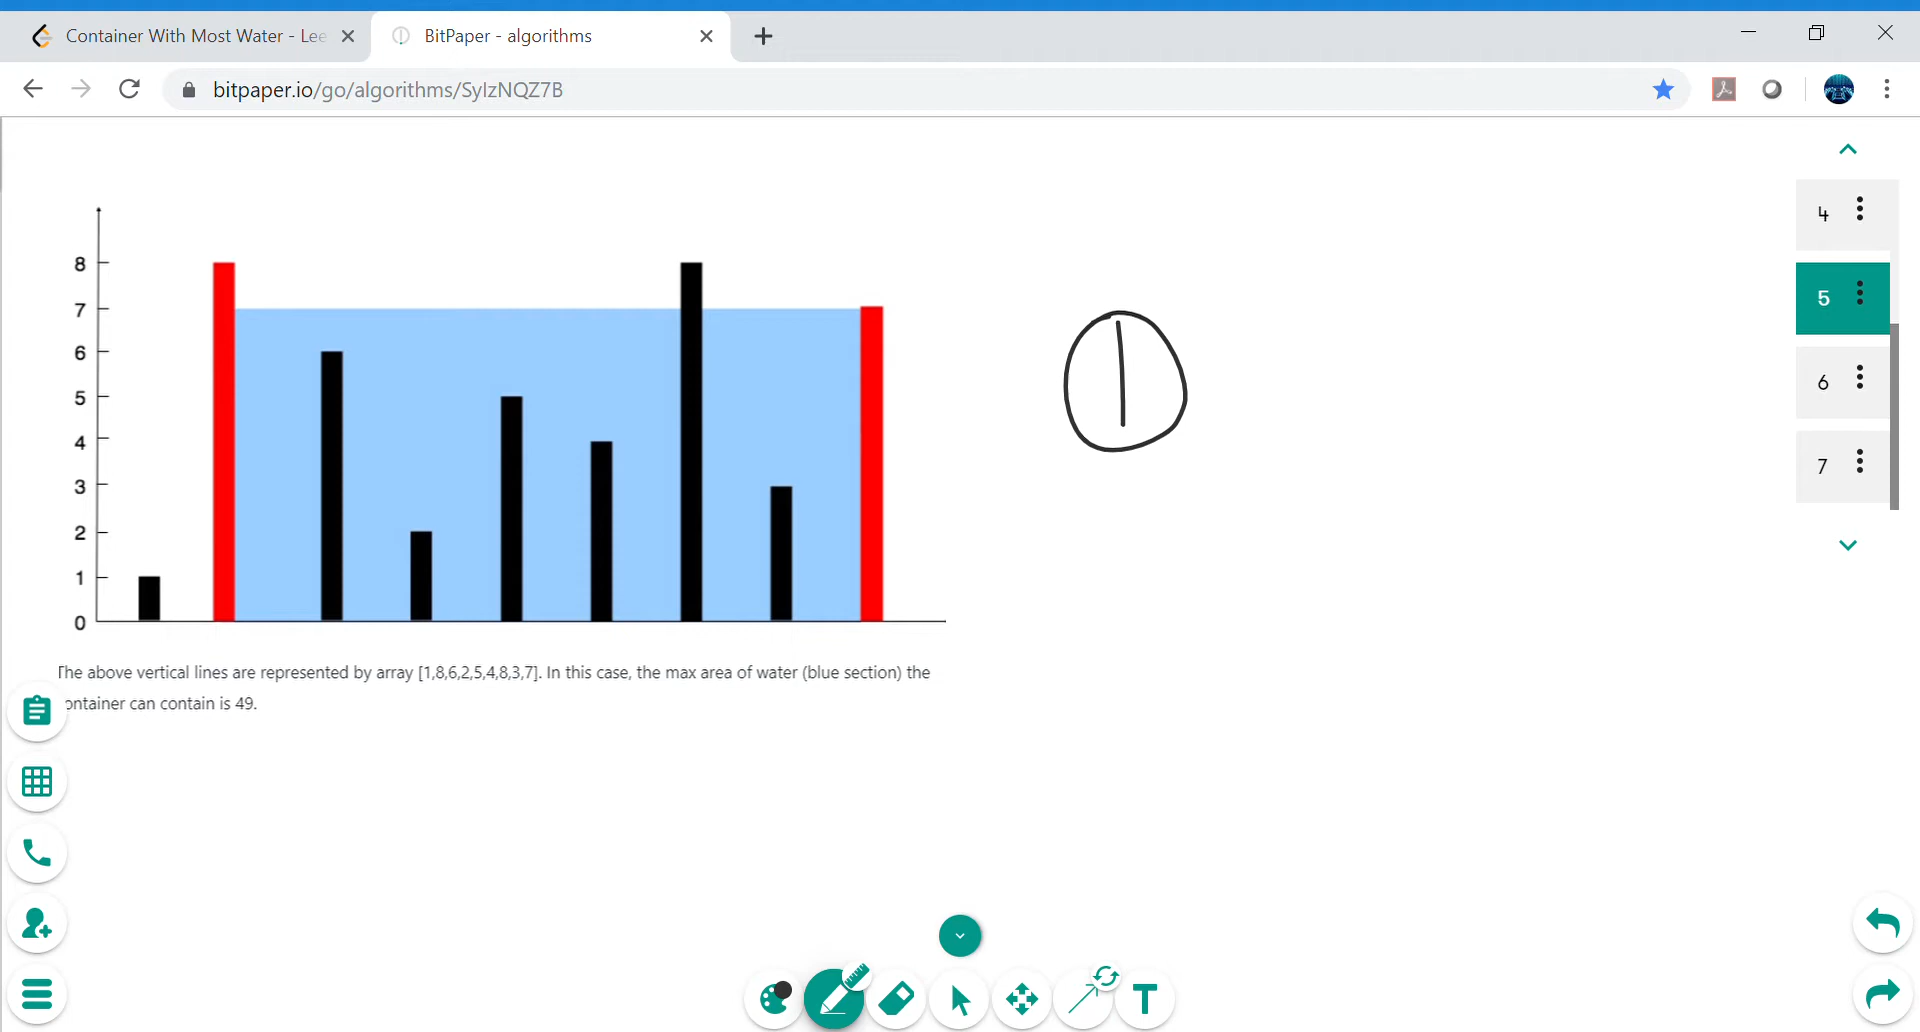 Container With Most Water - Lee
BitPaper - algorithms
bitpaper.io/go/algorithms/SyIzNQZ7B
4
5
6
7
8
7
6
5
4
3
2
1
0
1
The above vertical lines are represented by array [1,8,6,2,5,4,8,3,7]. In this case, the max area of water (blue section) the
ontainer can contain is 49.
T